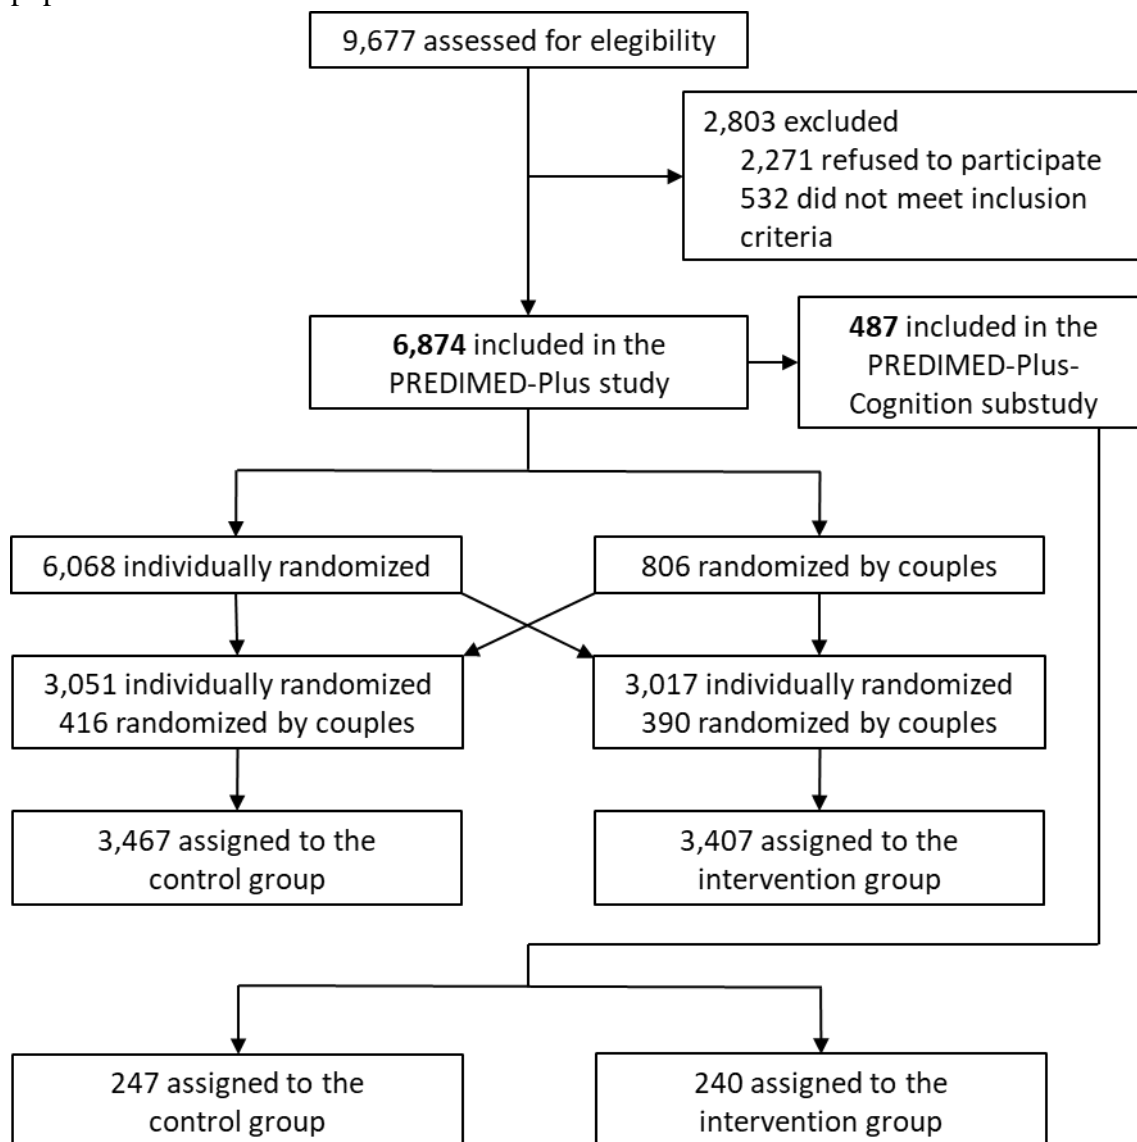 9,677 assessed for elegibility
2,803 excluded
2,271 refused to participate
532 did not meet inclusion
criteria
6,874 included in the
PREDIMED-Plus study
487 included in the
PREDIMED-Plus-
Cognition substudy
6,068 individually randomized
806 randomized by couples
3,051 individually randomized
416 randomized by couples
3,017 individually randomized
390 randomized by couples
3,467 assigned to the
control group
3,407 assigned to the
intervention group
247 assigned to the
control group
240 assigned to the
intervention group